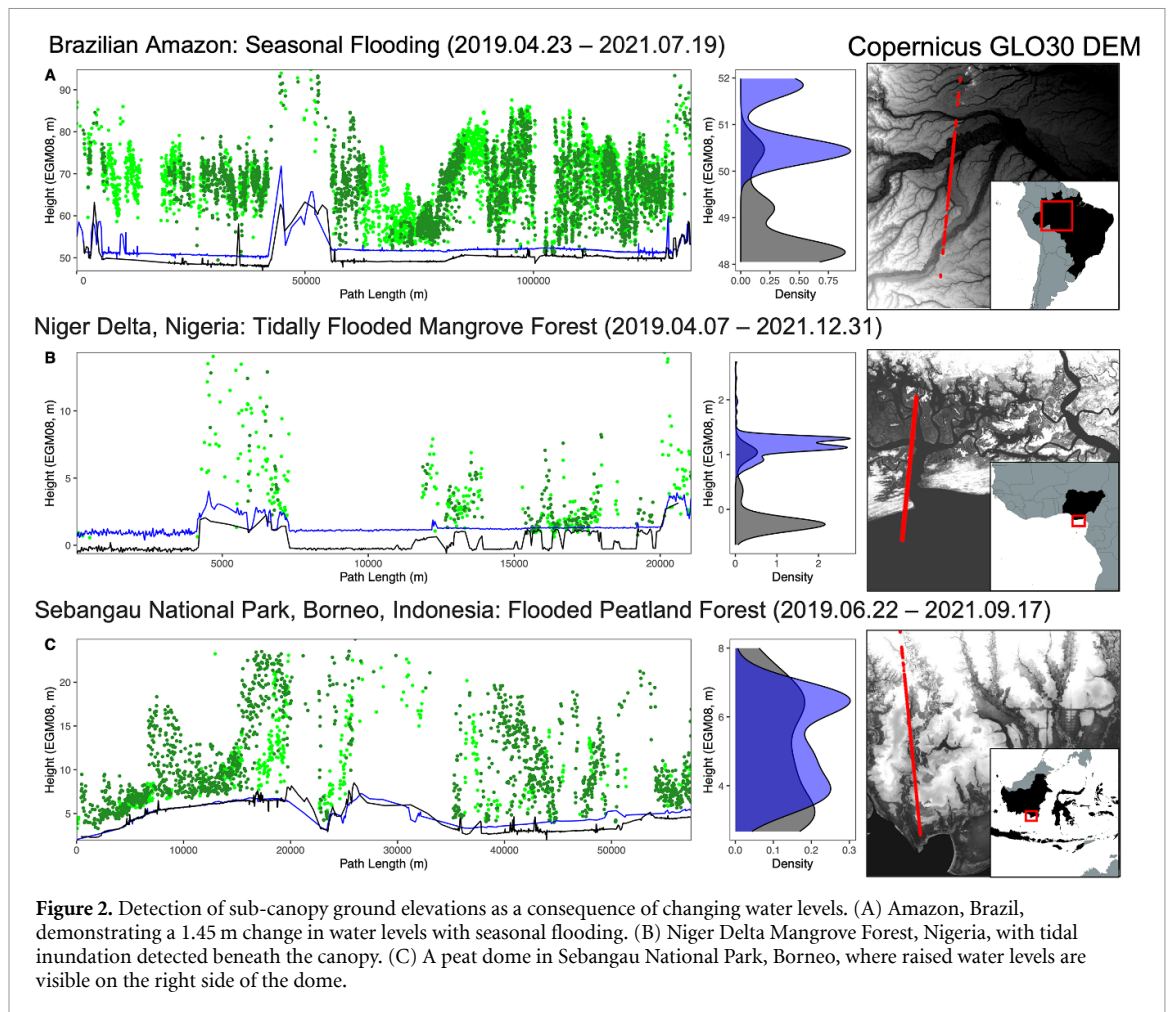 Brazilian Amazon: Seasonal Flooding (2019.04.23 – 2021.07.19)
Copernicus GLO30 DEM
A
Height (EGM08, m)
90
80
70
60
50
0
50000
100000
Path Length (m)
Height (EGM08, m)
52
51
50
49
48
0.00
0.25
0.50
0.75
Density
Niger Delta, Nigeria: Tidally Flooded Mangrove Forest (2019.04.07 – 2021.12.31)
B
Height (EGM08, m)
10
5
0
5000
10000
15000
20000
Path Length (m)
Height (EGM08, m)
2
1
0
0
1
2
Density
Sebangau National Park, Borneo, Indonesia: Flooded Peatland Forest (2019.06.22 – 2021.09.17)
C
Height (EGM08, m)
20
15
10
5
0
10000
20000
30000
40000
50000
Path Length (m)
Height (EGM08, m)
8
6
4
0.0
0.1
0.2
0.3
Density
Figure 2. Detection of sub-canopy ground elevations as a consequence of changing water levels. (A) Amazon, Brazil,
demonstrating a 1.45 m change in water levels with seasonal flooding. (B) Niger Delta Mangrove Forest, Nigeria, with tidal
inundation detected beneath the canopy. (C) A peat dome in Sebangau National Park, Borneo, where raised water levels are
visible on the right side of the dome.